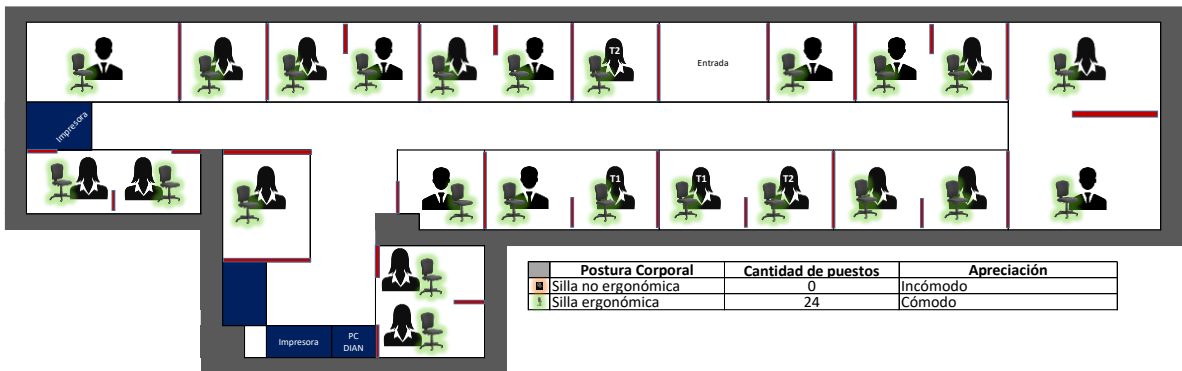 T2
Entrada
Impresora
T1
T1
T2
Postura Corporal Cantidad de puestos Apreciación
Silla no ergonómica 0 Incómodo
Silla ergonómica 24 Cómodo
Impresora
PC
DIAN